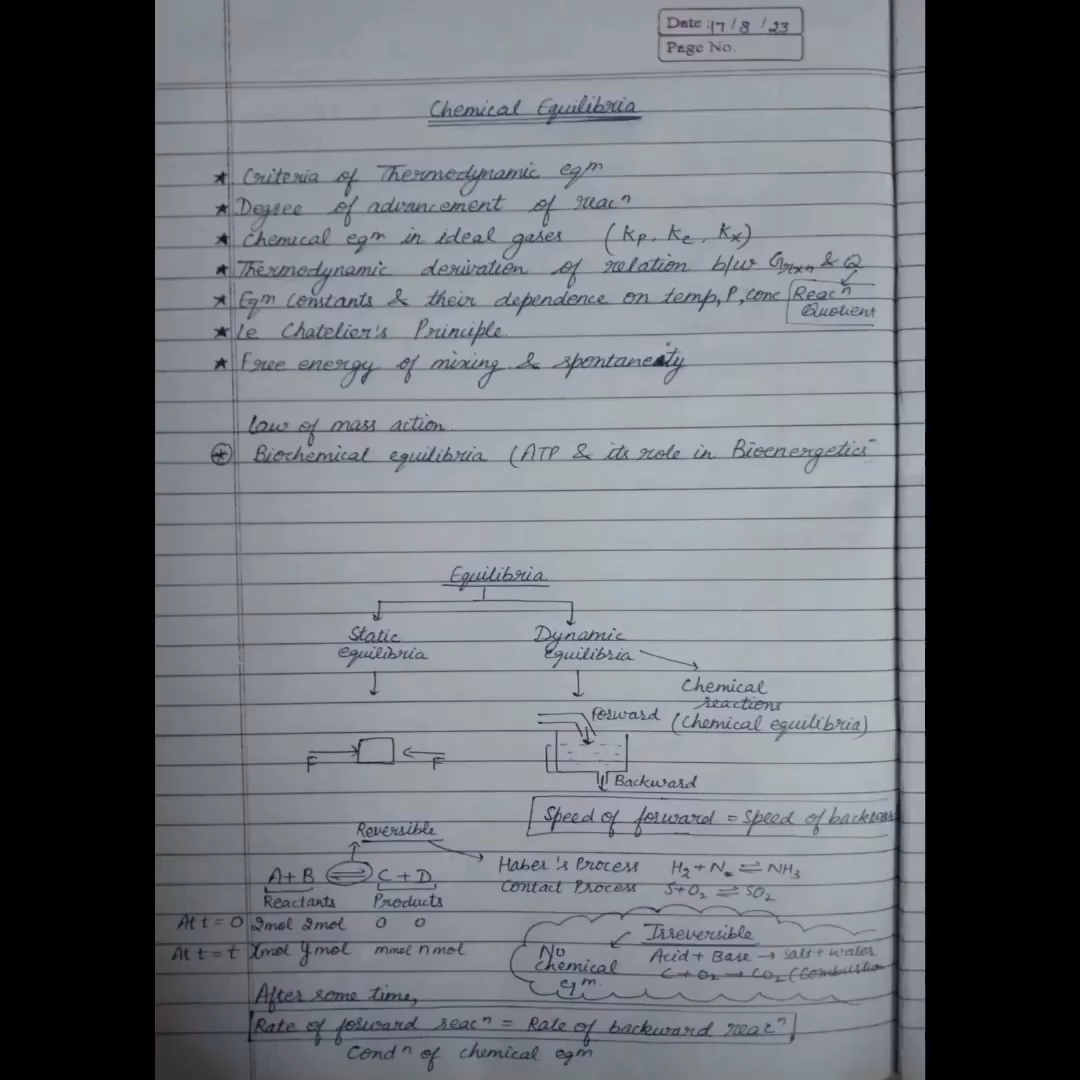 Date :17/8/23
Page No.
Chemical Equilibria
★ Criteria of Thermodynamic eqm
★ Degree of advancement of reacⁿ
★ Chemical eqm in ideal gases (Kp, Kc, Kx)
★ Thermodynamic derivation of relation b/w Grxn & Q
★ Eqm constants & their dependence on temp, P, conc
Reacⁿ
Quotient
★ Le Chatelier's Principle
★ Free energy of mixing & spontaneity
Law of mass action
⊛ Biochemical equilibria (ATP & its role in Bioenergetics
Equilibria
Static
equilibria
Dynamic
equilibria
Chemical
reactions
(Chemical equilibria)
Forward
F → ← F
Backward
Speed of forward = Speed of backwar
Reversible
Haber's Process H₂ + N₂ ⇌ NH₃
Contact Process S + O₂ ⇌ SO₂
A + B ⇌ C + D
Reactants Products
At t = 0 2mol 2mol 0 0
At t = t xmol ymol mmol nmol
Irreversible
No
chemical
eqm.
Acid + Base → Salt + water
C + O₂ → CO₂ (Combustion
After some time,
Rate of forward reacⁿ = Rate of backward reacⁿ
Condⁿ of chemical eqm